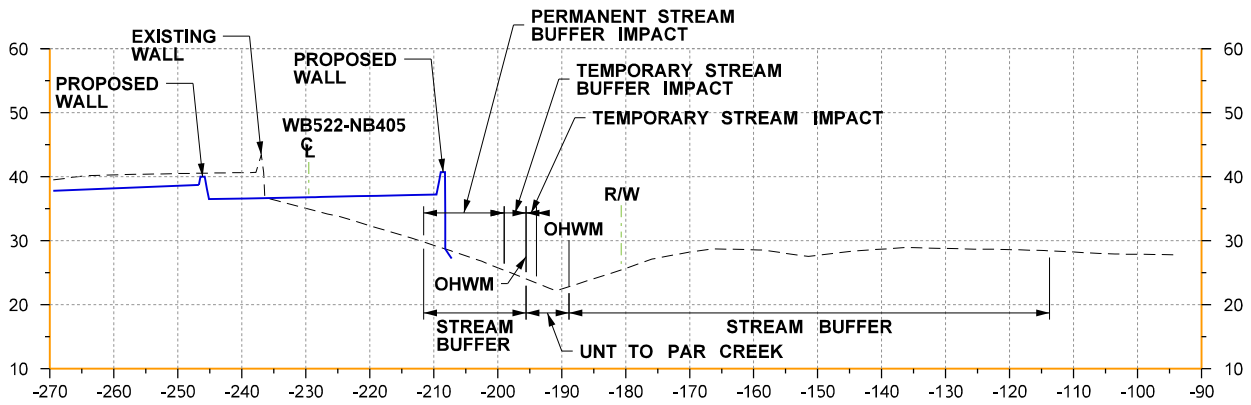 PERMANENT STREAM
BUFFER IMPACT
EXISTING
WALL
PROPOSED
WALL
TEMPORARY STREAM
BUFFER IMPACT
PROPOSED
WALL
TEMPORARY STREAM IMPACT
WB522-NB405
CL
R/W
OHWM
OHWM
STREAM
BUFFER
STREAM BUFFER
UNT TO PAR CREEK
60
50
40
30
20
10
60
50
40
30
20
10
-270 -260 -250 -240 -230 -220 -210 -200 -190 -180 -170 -160 -150 -140 -130 -120 -110 -100 -90